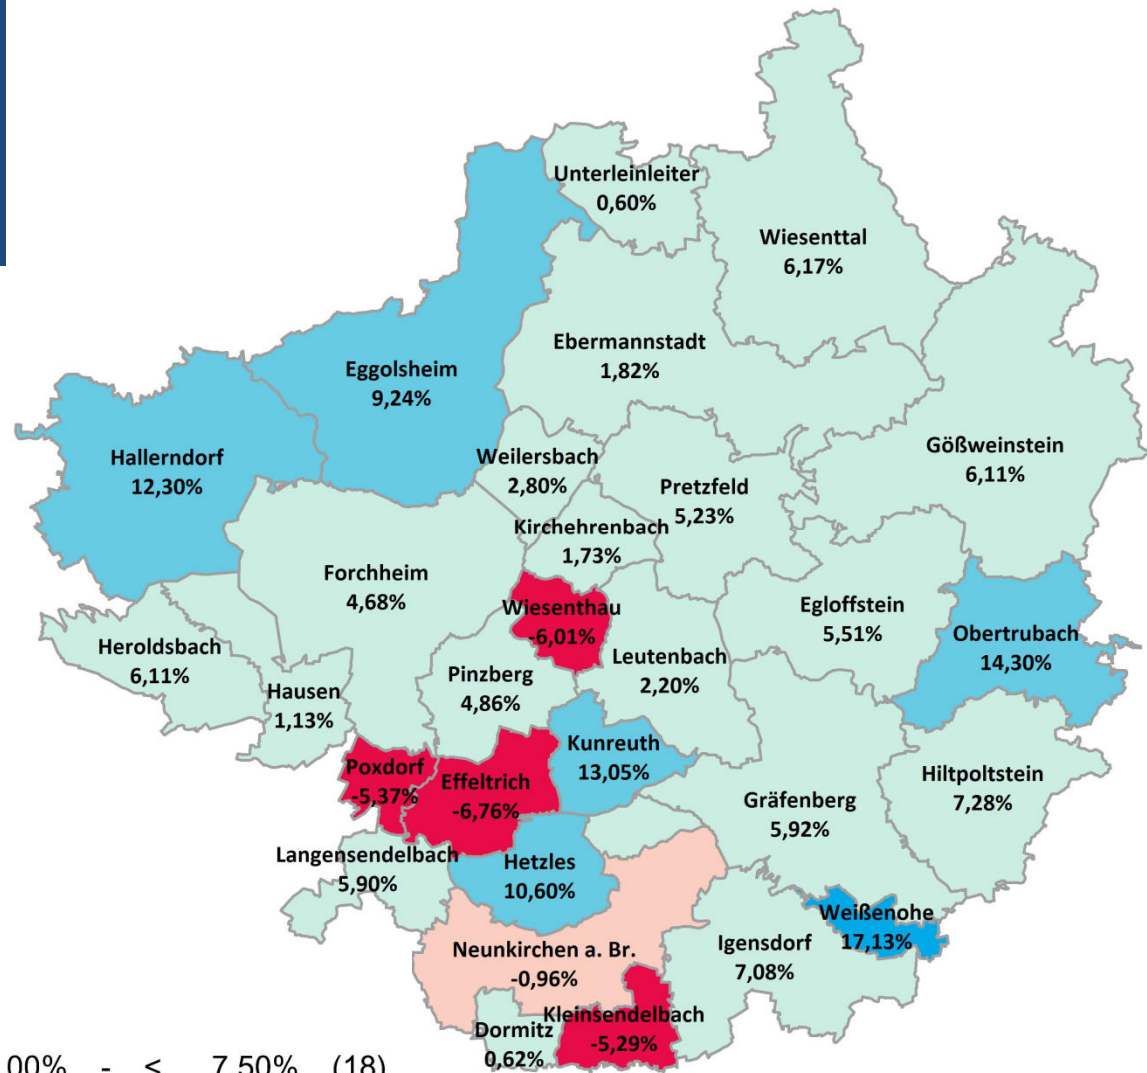 Unterleinleiter
0,60%
Wiesenttal
6,17%
Ebermannstadt
1,82%
Eggolsheim
9,24%
Hallerndorf
12,30%
Weilersbach
2,80%
Pretzfeld
5,23%
Gößweinstein
6,11%
Kirchehrenbach
1,73%
Forchheim
4,68%
Wiesenthau
-6,01%
Egloffstein
5,51%
Obertrubach
14,30%
Heroldsbach
6,11%
Hausen
1,13%
Pinzberg
4,86%
Leutenbach
2,20%
Kunreuth
13,05%
Poxdorf
-5,37%
Effeltrich
-6,76%
Gräfenberg
5,92%
Hiltpoltstein
7,28%
Langensendelbach
5,90%
Hetzles
10,60%
Weißenohe
17,13%
Neunkirchen a. Br.
-0,96%
Igensdorf
7,08%
Dormitz
0,62%
Kleinsendelbach
-5,29%
00% - < 7,50% (18)